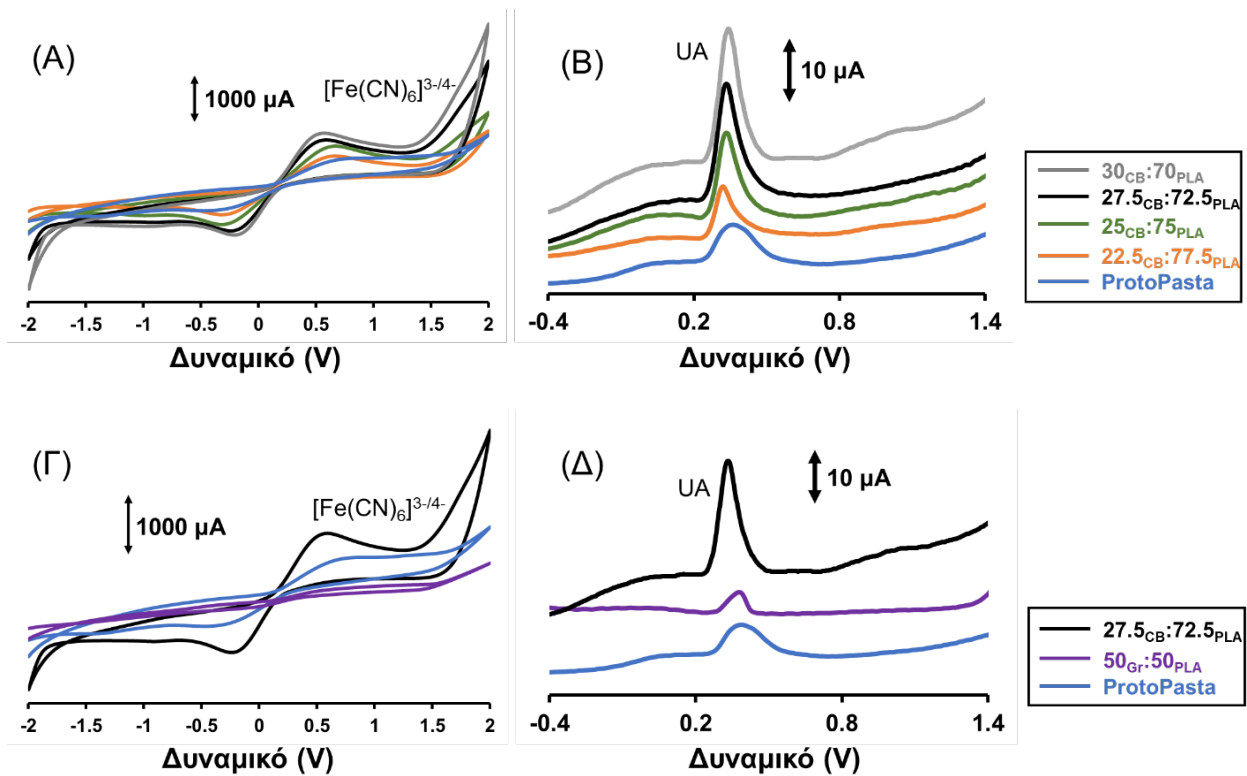 (Α)
1000 μA
[Fe(CN)6]3-/4-
-2 -1.5 -1 -0.5 0 0.5 1 1.5 2
Δυναμικό (V)
(Β)
UA
10 μA
-0.4 0.2 0.8 1.4
Δυναμικό (V)
30CB:70PLA
27.5CB:72.5PLA
25CB:75PLA
22.5CB:77.5PLA
ProtoPasta
(Γ)
1000 μA
[Fe(CN)6]3-/4-
-2 -1.5 -1 -0.5 0 0.5 1 1.5 2
Δυναμικό (V)
(Δ)
UA
10 μA
-0.4 0.2 0.8 1.4
Δυναμικό (V)
27.5CB:72.5PLA
50Gr:50PLA
ProtoPasta